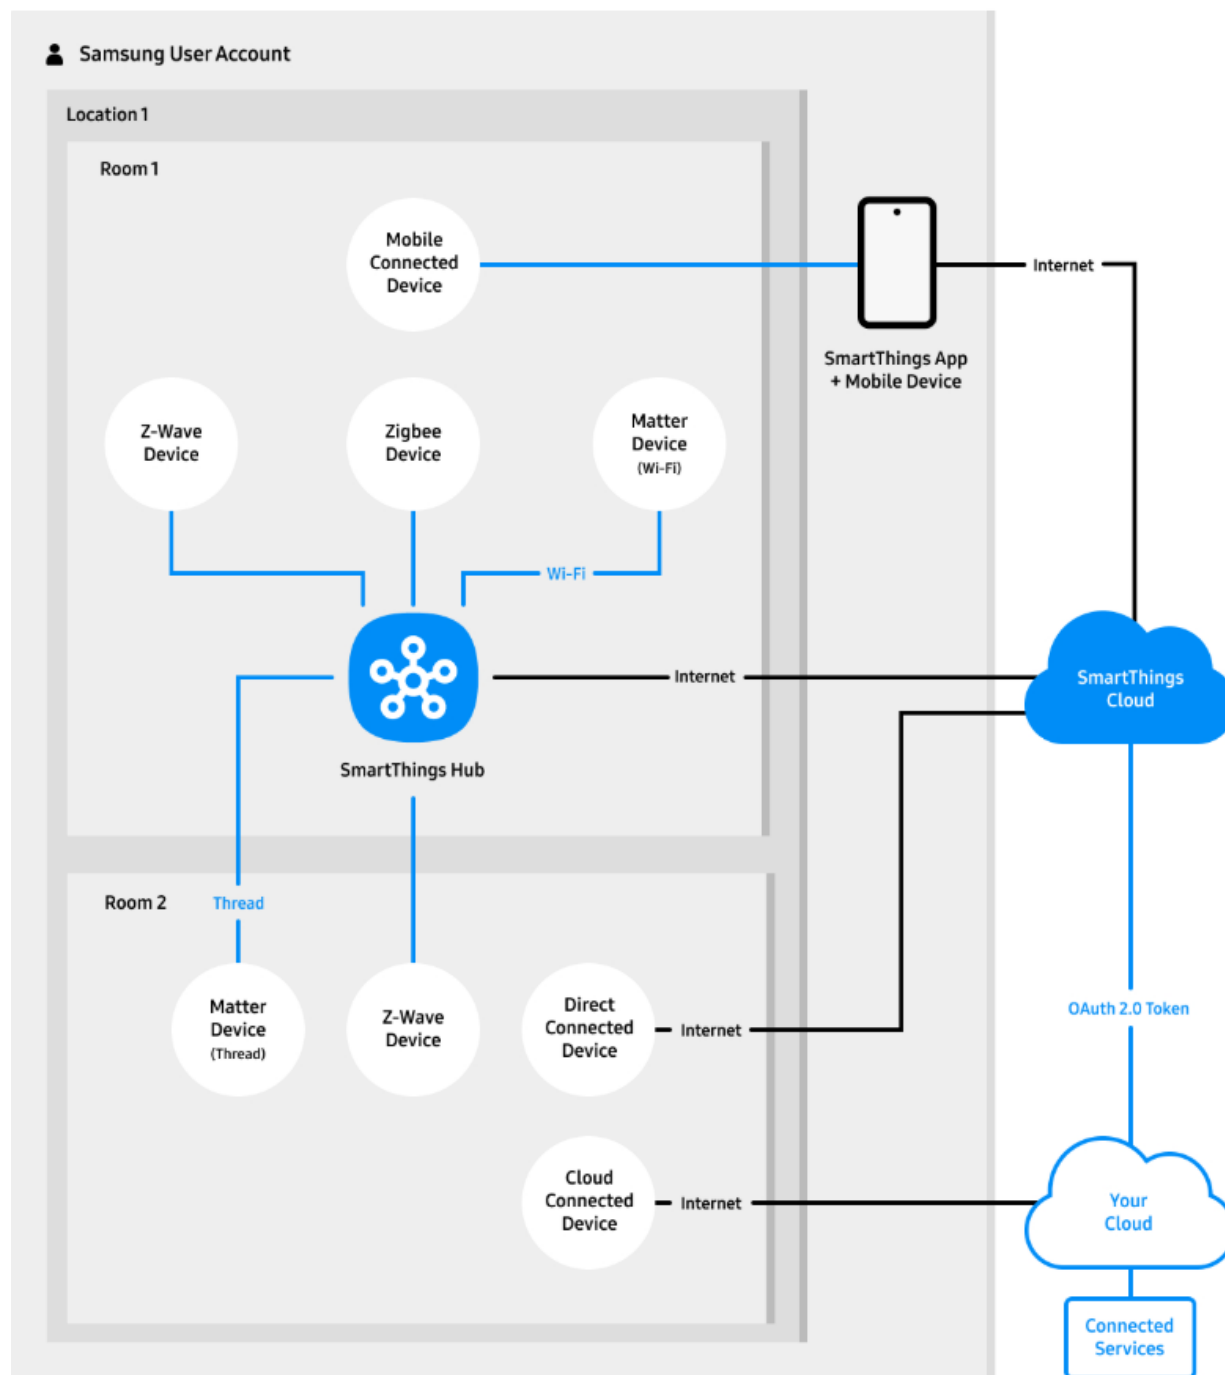 Samsung User Account
Location 1
Room 1
Mobile
Connected
Device
Internet
SmartThings App
+ Mobile Device
Z-Wave
Device
Zigbee
Device
Matter
Device
(Wi-Fi)
Wi-Fi
Internet
SmartThings
Cloud
SmartThings Hub
Room 2
Thread
Matter
Device
(Thread)
Z-Wave
Device
Direct
Connected
Device
Internet
OAuth 2.0 Token
Cloud
Connected
Device
Internet
Your
Cloud
Connected
Services